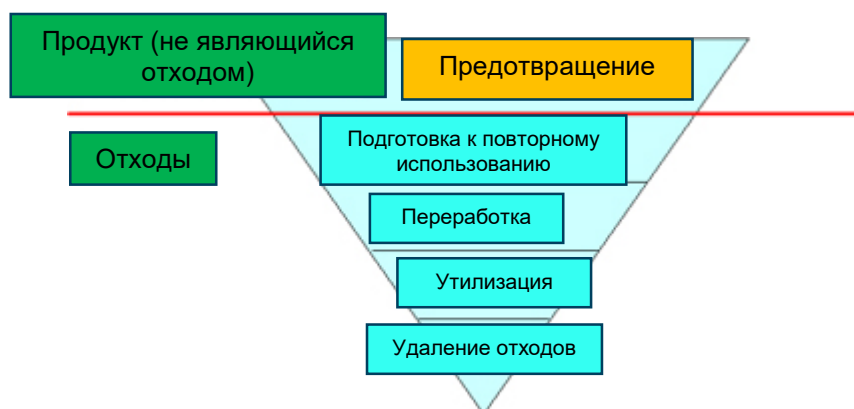 Продукт (не являющийся
отходом)
Предотвращение
Подготовка к повторному
использованию
Отходы
Переработка
Утилизация
Удаление отходов